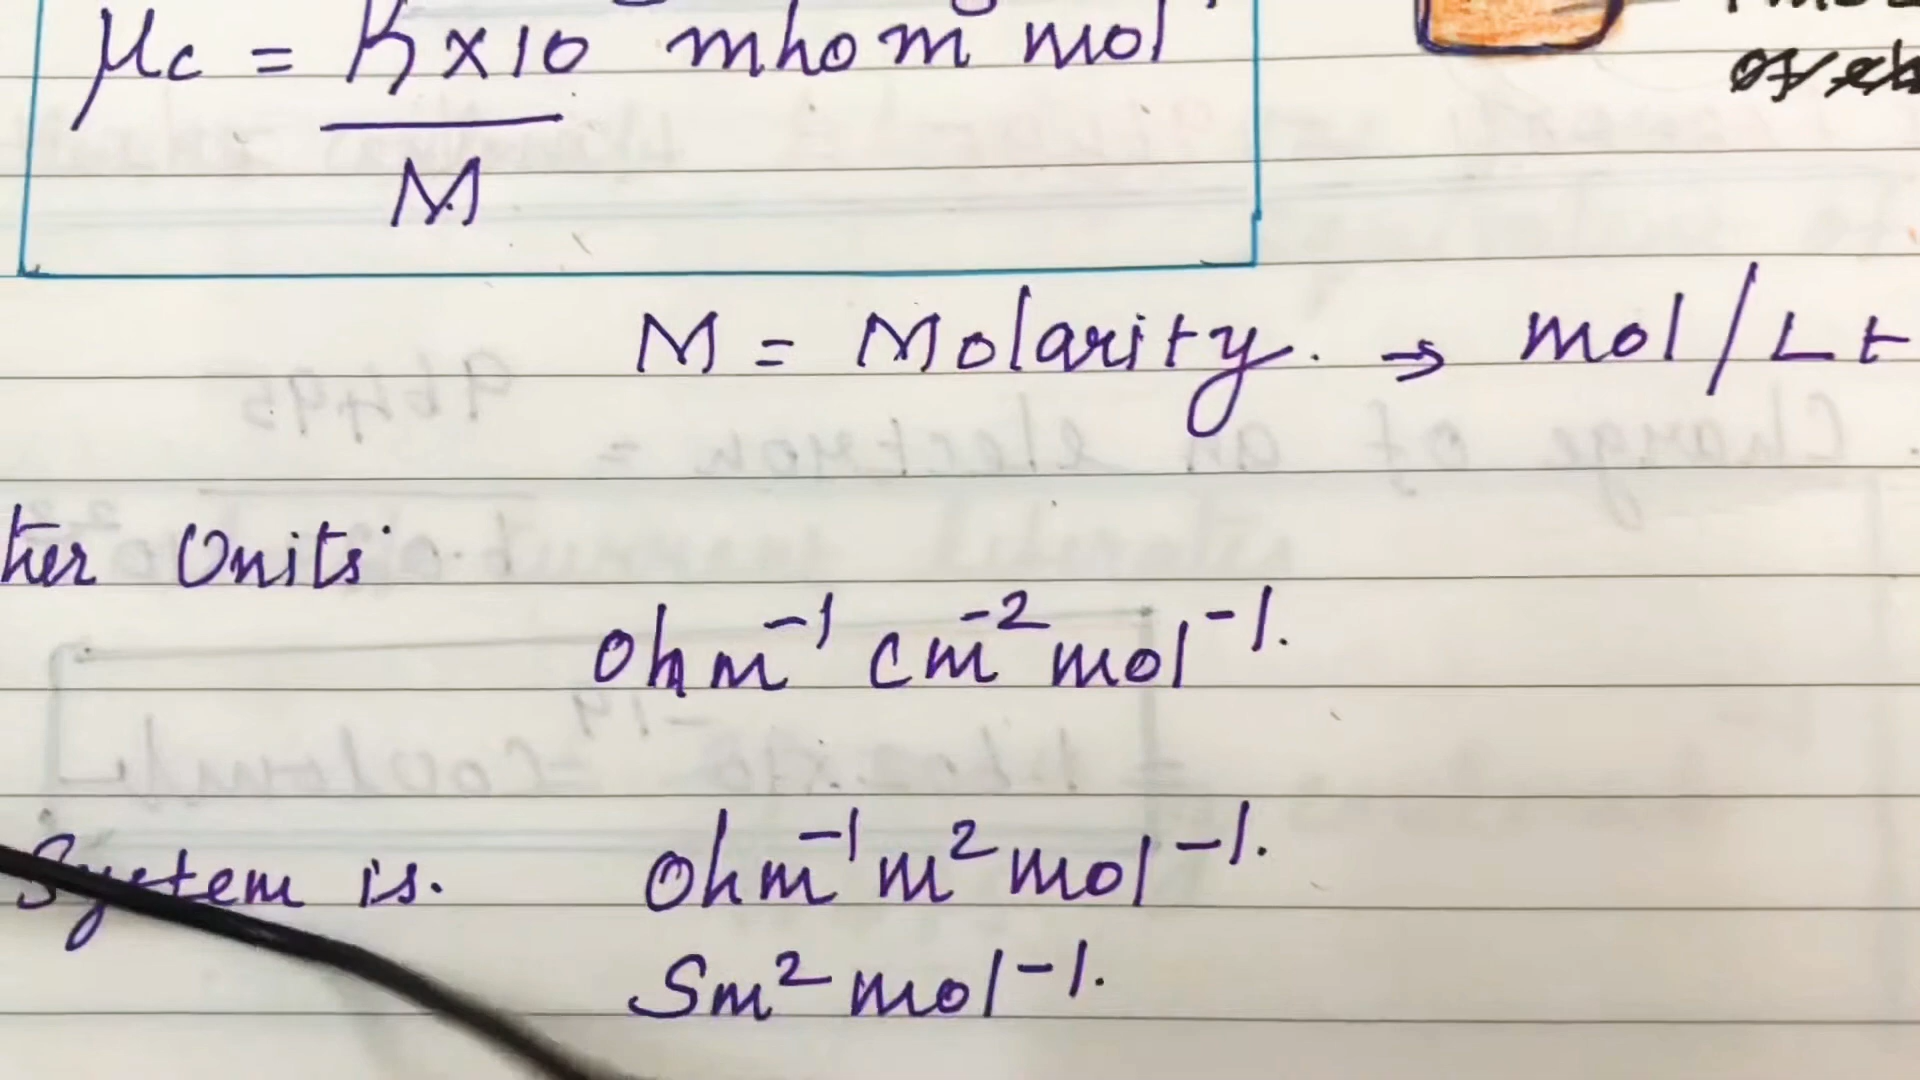 μc = K×10 mho m mol
M
M = Molarity. → mol/Lt
ther Units
Ohm⁻¹ cm⁻² mol⁻¹.
System is. Ohm⁻¹ m² mol⁻¹.
Sm² mol⁻¹.